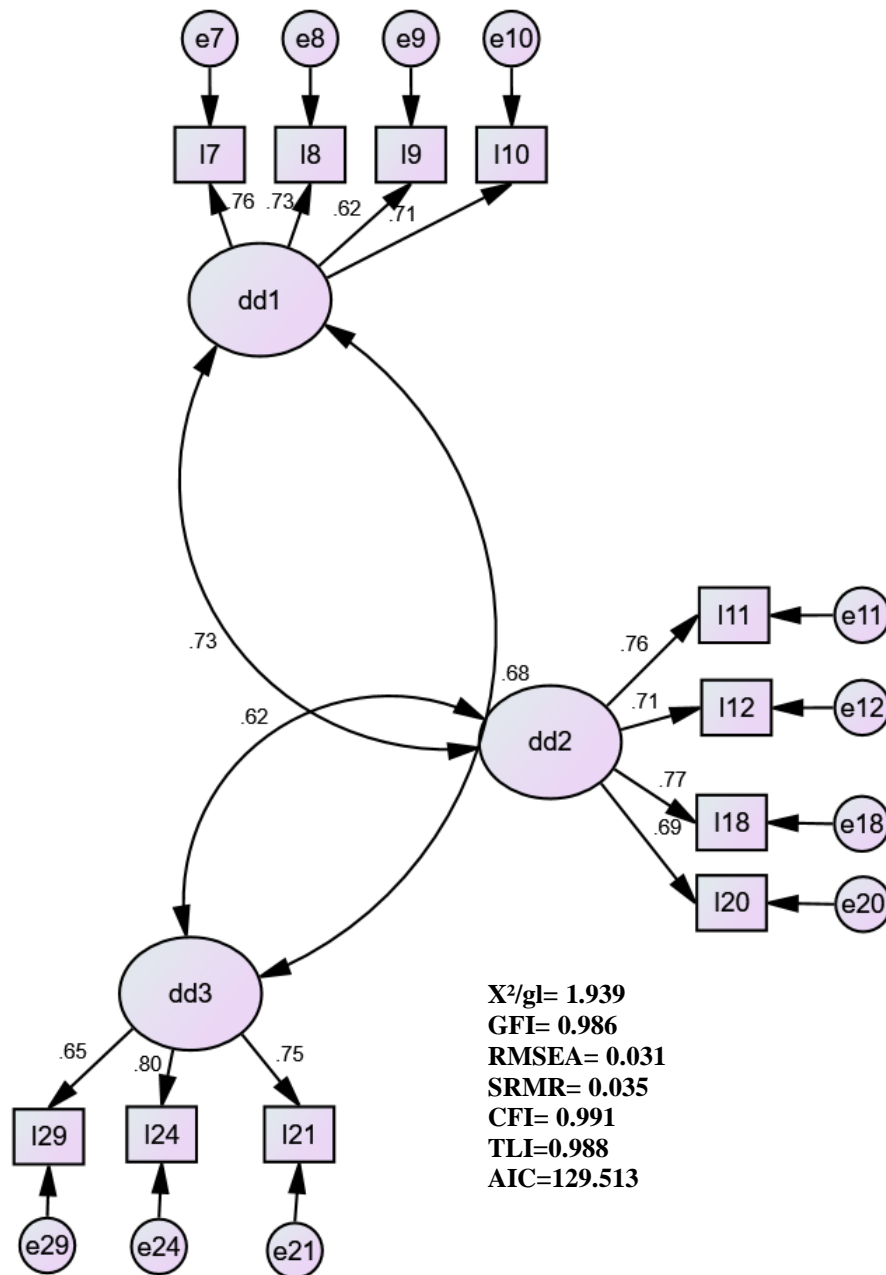 e7 e8 e9 e10
I7 I8 I9 I10
.76 .73 .62 .71
dd1
I11 e11
.76
.73
.68
I12 e12
.71
.62
dd2
.77
I18 e18
.69
I20 e20
dd3
.65 .80 .75
I29 I24 I21
e29 e24 e21
X²/gl= 1.939
GFI= 0.986
RMSEA= 0.031
SRMR= 0.035
CFI= 0.991
TLI=0.988
AIC=129.513